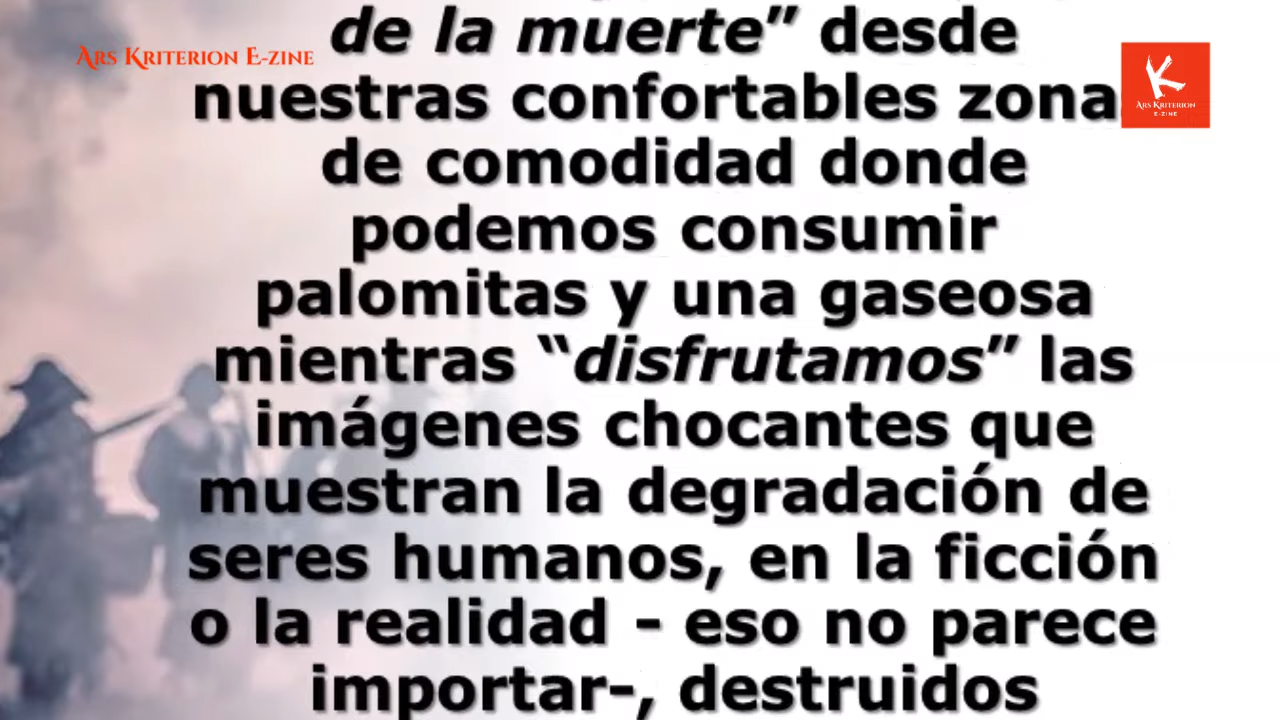 de la muerte” desde
ARS KRITERION E-ZINE
nuestras confortables zona
de comodidad donde
podemos consumir
palomitas y una gaseosa
mientras “disfrutamos” las
imágenes chocantes que
muestran la degradación de
seres humanos, en la ficción
o la realidad - eso no parece
importar-, destruidos
K
ARS KRITERION
E-ZINE